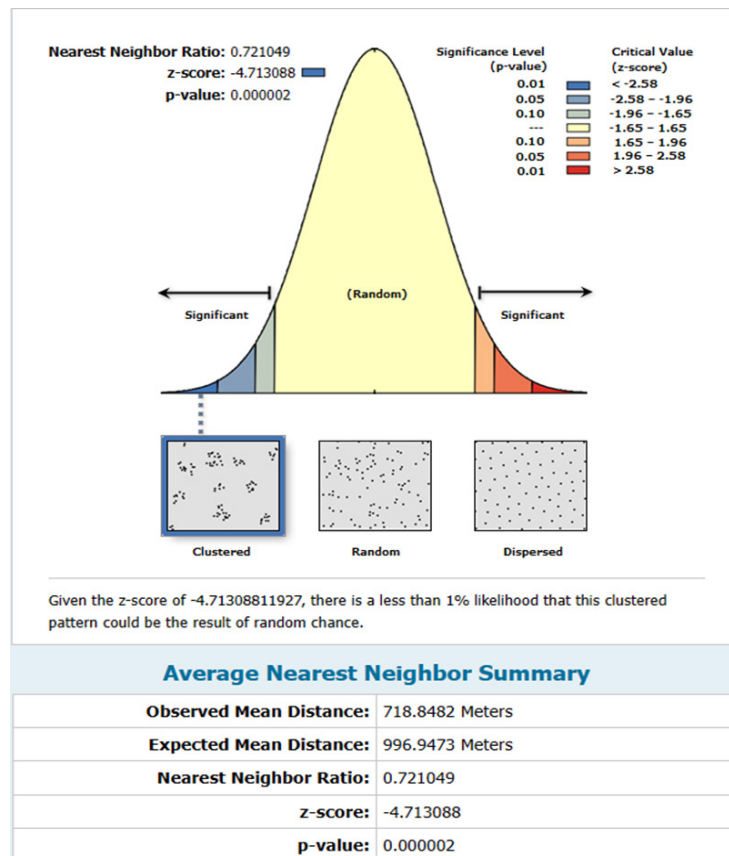 Nearest Neighbor Ratio: 0.721049
z-score: -4.713088
p-value: 0.000002
Significance Level
(p-value)
Critical Value
(z-score)
0.01 < -2.58
0.05 -2.58 – -1.96
0.10 -1.96 – -1.65
--- -1.65 – 1.65
0.10 1.65 – 1.96
0.05 1.96 – 2.58
0.01 > 2.58
(Random)
Significant
Significant
Clustered
Random
Dispersed
Given the z-score of -4.71308811927, there is a less than 1% likelihood that this clustered
pattern could be the result of random chance.
Average Nearest Neighbor Summary
Observed Mean Distance: 718.8482 Meters
Expected Mean Distance: 996.9473 Meters
Nearest Neighbor Ratio: 0.721049
z-score: -4.713088
p-value: 0.000002